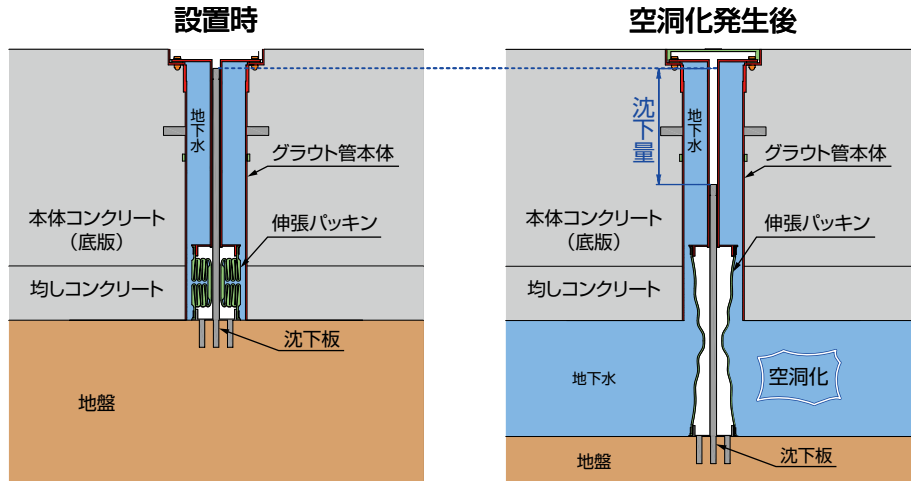 設置時
地下水
グラウト管本体
本体コンクリート
（底版）
伸張パッキン
均しコンクリート
沈下板
地盤
空洞化発生後
沈下量
地下水
グラウト管本体
本体コンクリート
（底版）
伸張パッキン
均しコンクリート
地下水
空洞化
沈下板
地盤